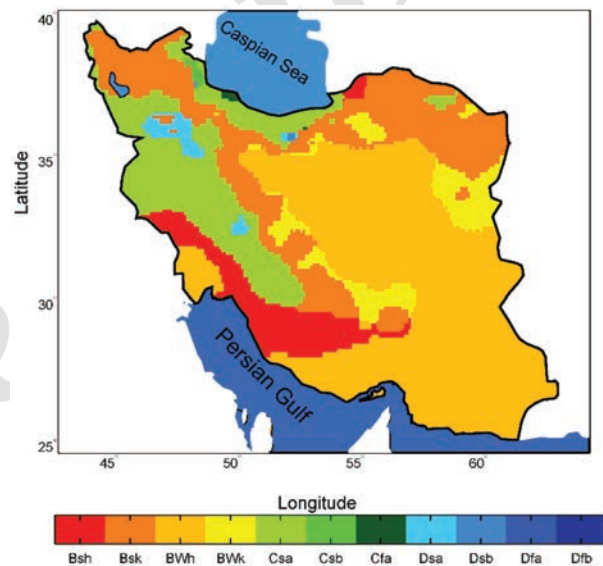 40
Caspian Sea
35
Latitude
30
Persian Gulf
25
45 50 55 60
Longitude
Bsh Bsk BWh BWk Csa Csb Cfa Dsa Dsb Dfa Dfb